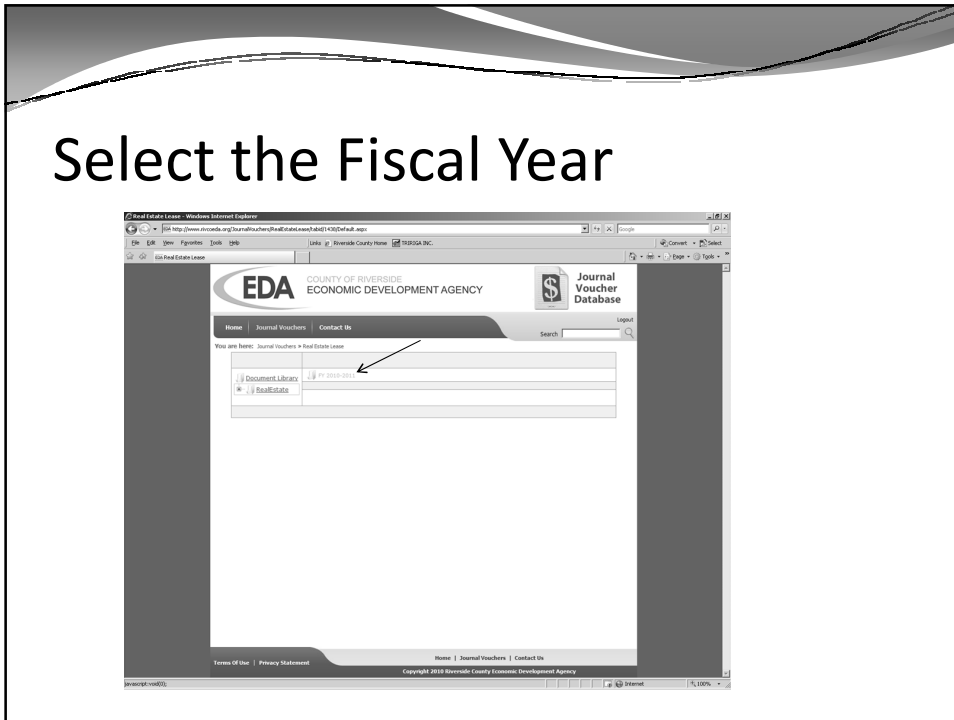 Select the Fiscal Year
Real Estate Lease - Windows Internet Explorer
http://www.rivcoeda.org/JournalVouchers/RealEstateLease/tabid/1430/Default.aspx
Google
File Edit View Favorites Tools Help
Links Riverside County Home TRIRIGA INC.
Convert Select
Real Estate Lease
Page Tools
EDA
COUNTY OF RIVERSIDE
ECONOMIC DEVELOPMENT AGENCY
Journal
Voucher
Database
Logout
Home | Journal Vouchers | Contact Us
Search
You are here: Journal Vouchers » Real Estate Lease
Document Library
FY 2010-2011
RealEstate
Home | Journal Vouchers | Contact Us
Terms Of Use | Privacy Statement
Copyright 2010 Riverside County Economic Development Agency
javascript:void(0);
Internet
100%